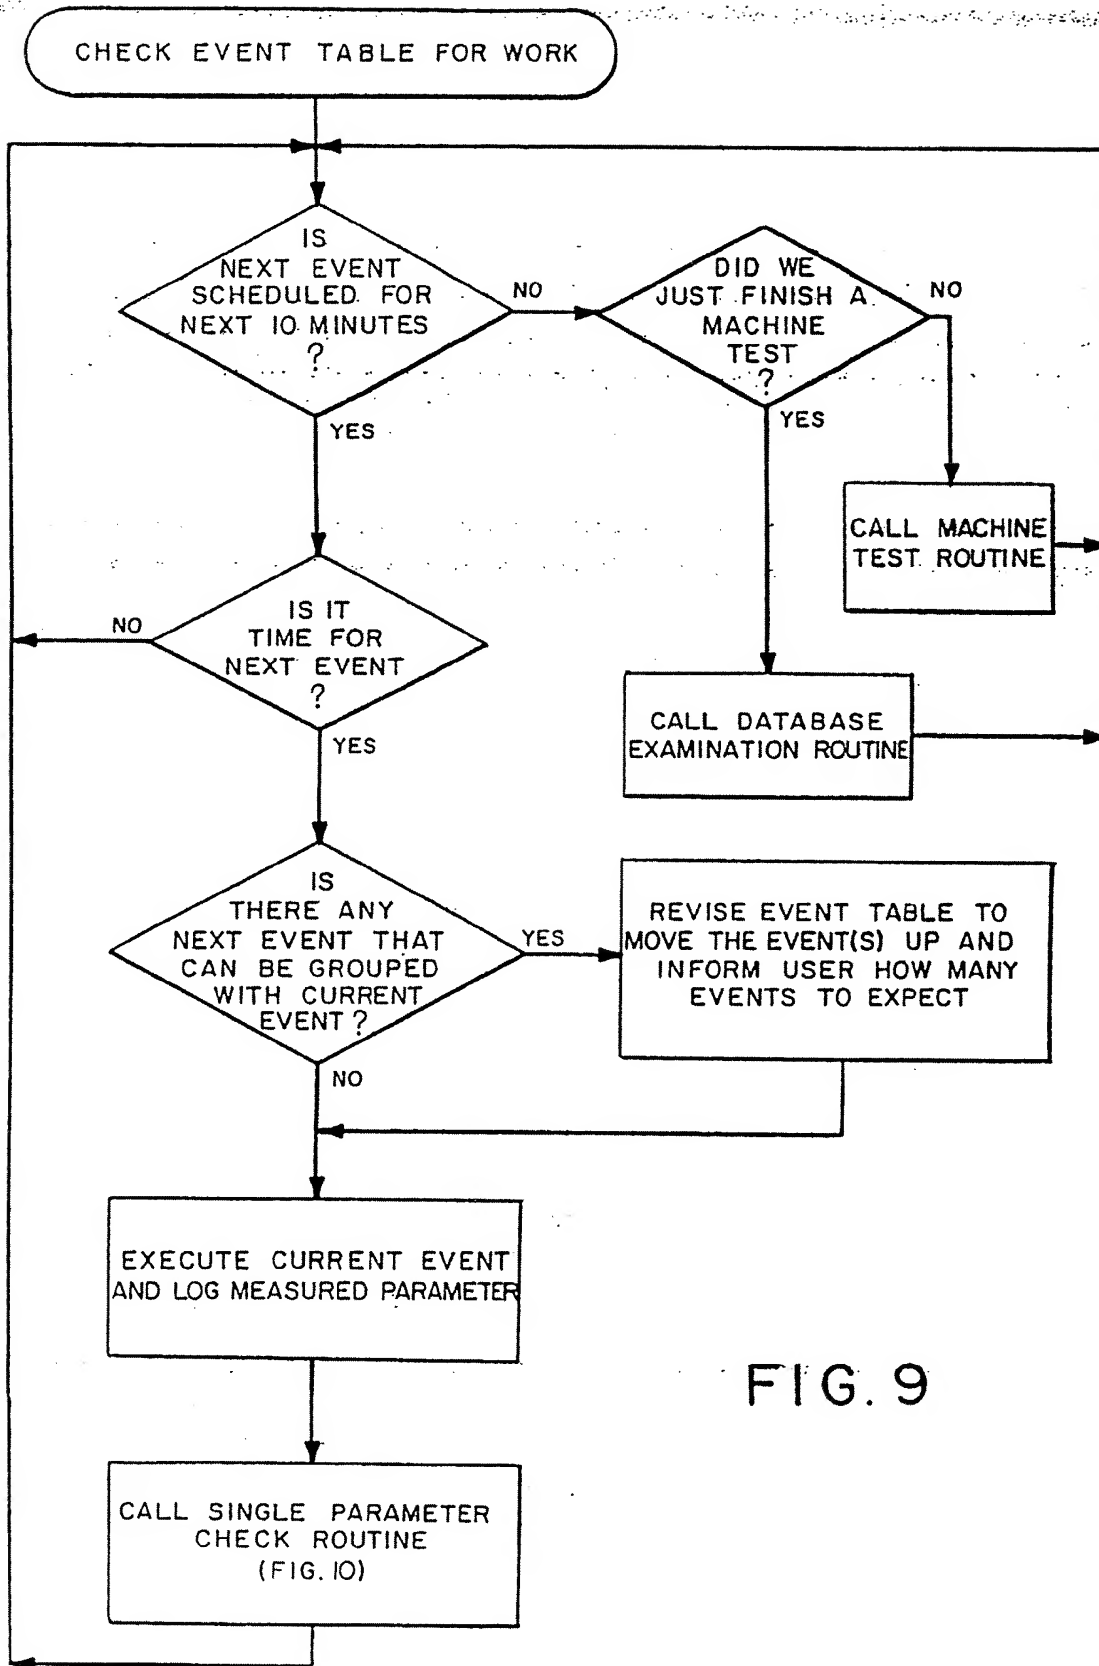 CHECK EVENT TABLE FOR WORK
IS
NEXT EVENT
SCHEDULED FOR
NEXT 10 MINUTES
?
NO
YES
DID WE
JUST FINISH A
MACHINE
TEST
?
NO
YES
CALL MACHINE
TEST ROUTINE
IS IT
TIME FOR
NEXT EVENT
?
NO
YES
CALL DATABASE
EXAMINATION ROUTINE
IS
THERE ANY
NEXT EVENT THAT
CAN BE GROUPED
WITH CURRENT
EVENT?
YES
NO
REVISE EVENT TABLE TO
MOVE THE EVENT(S) UP AND
INFORM USER HOW MANY
EVENTS TO EXPECT
EXECUTE CURRENT EVENT
AND LOG MEASURED PARAMETER
CALL SINGLE PARAMETER
CHECK ROUTINE
(FIG. 10)
FIG. 9